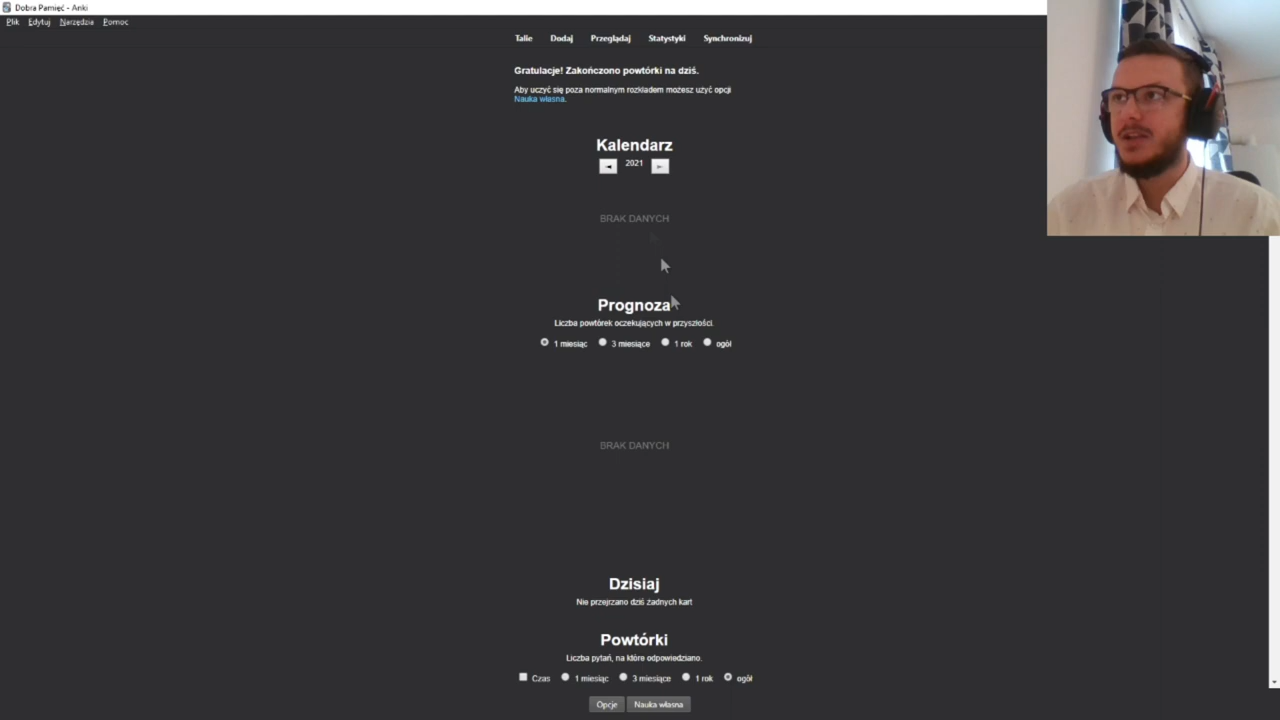 Dobra Pamięć - Anki
Plik Edytuj Narzędzia Pomoc
Talie Dodaj Przeglądaj Statystyki Synchronizuj
Gratulacje! Zakończono powtórki na dziś.
Aby uczyć się poza normalnym rozkładem możesz użyć opcji
Nauka własna.
Kalendarz
2021
BRAK DANYCH
Prognoza
Liczba powtórek oczekujących w przyszłości.
1 miesiąc 3 miesiące 1 rok ogół
BRAK DANYCH
Dzisiaj
Nie przejrzano dziś żadnych kart
Powtórki
Liczba pytań, na które odpowiedziano.
Czas 1 miesiąc 3 miesiące 1 rok ogół
Opcje Nauka własna